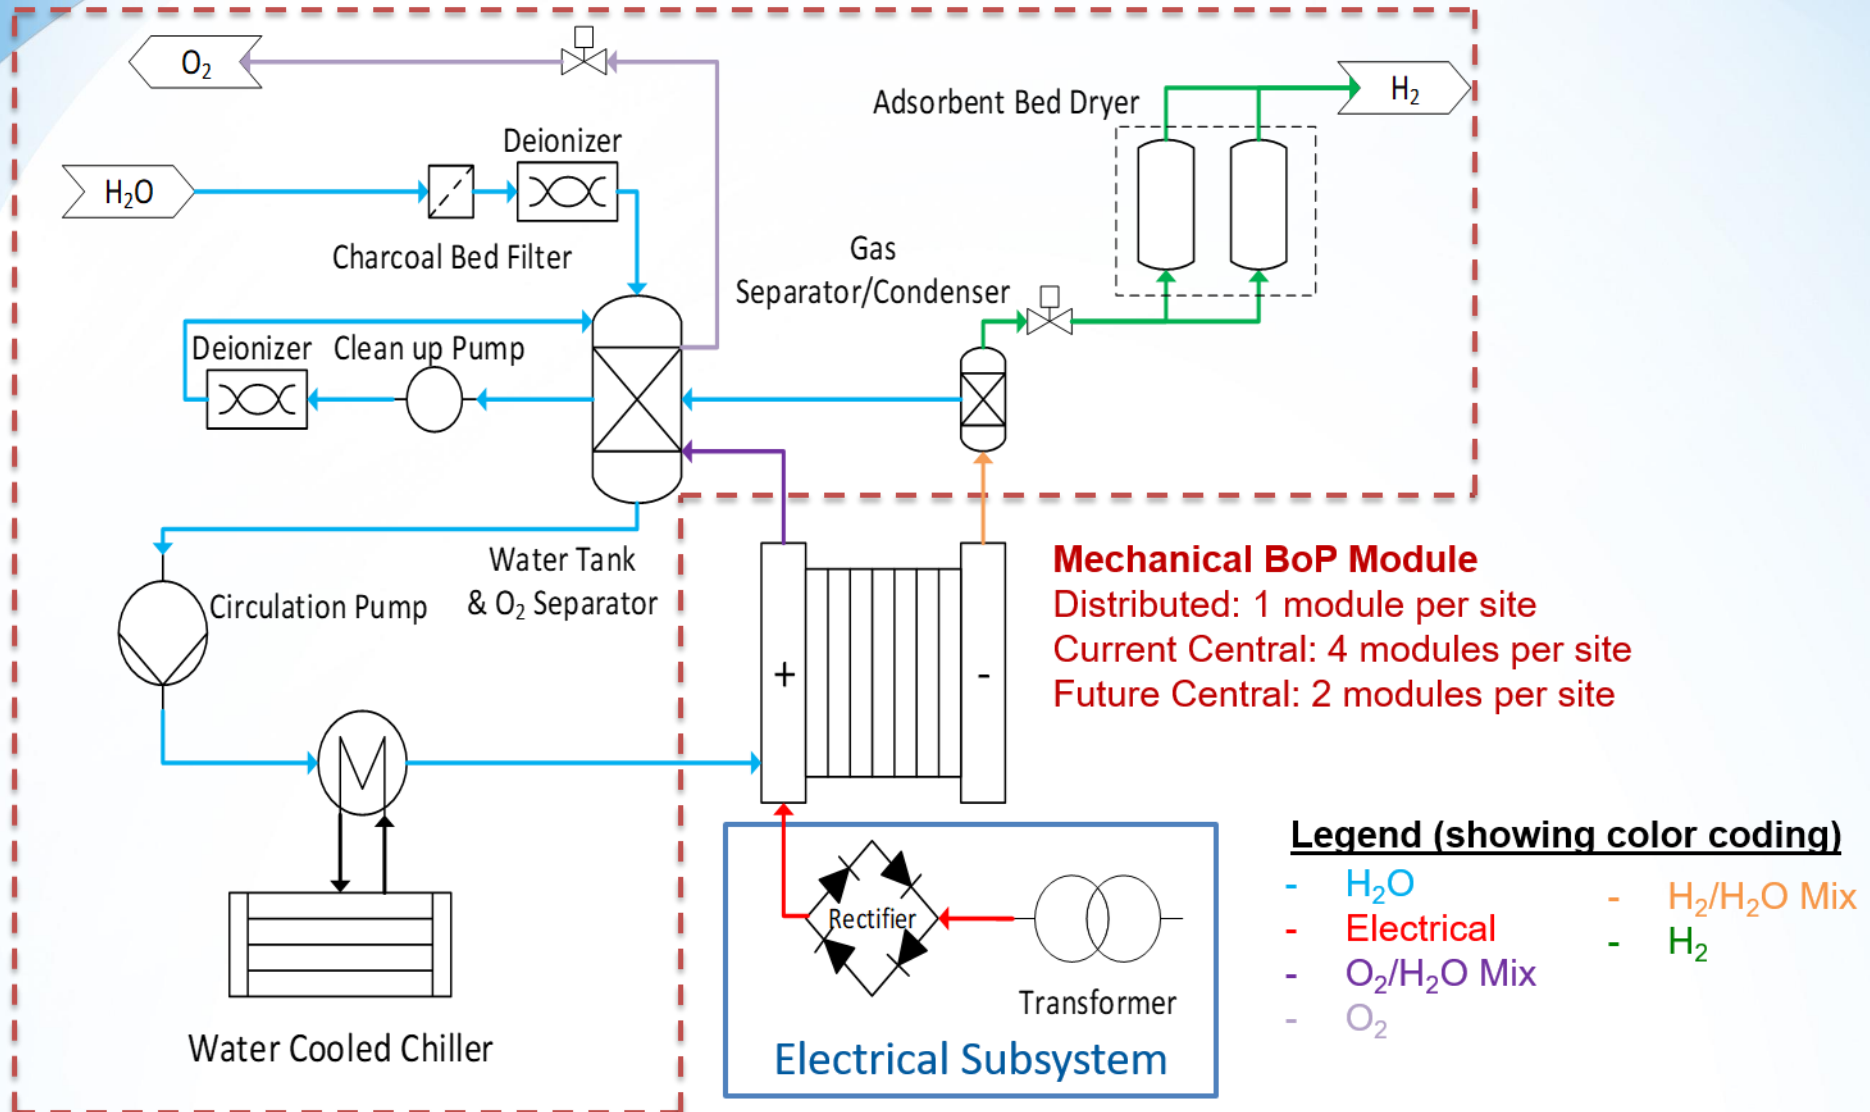 O₂
Adsorbent Bed Dryer
H₂
Deionizer
H₂O
Charcoal Bed Filter
Gas
Separator/Condenser
Deionizer
Clean up Pump
Water Tank
& O₂ Separator
Circulation Pump
Mechanical BoP Module
Distributed: 1 module per site
Current Central: 4 modules per site
Future Central: 2 modules per site
+
-
Legend (showing color coding)
- H₂O
- Electrical
- O₂/H₂O Mix
- O₂
- H₂/H₂O Mix
- H₂
Rectifier
Transformer
Electrical Subsystem
Water Cooled Chiller